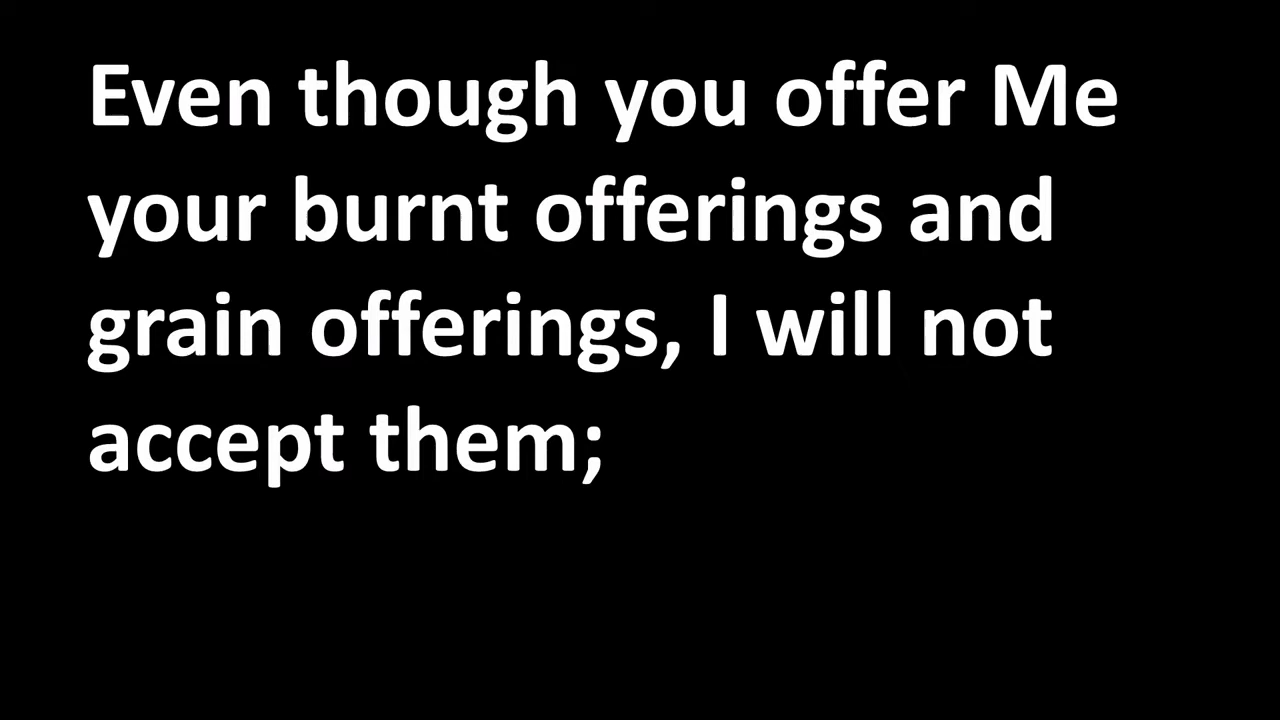 Even though you offer Me
your burnt offerings and
grain offerings, I will not
accept them;